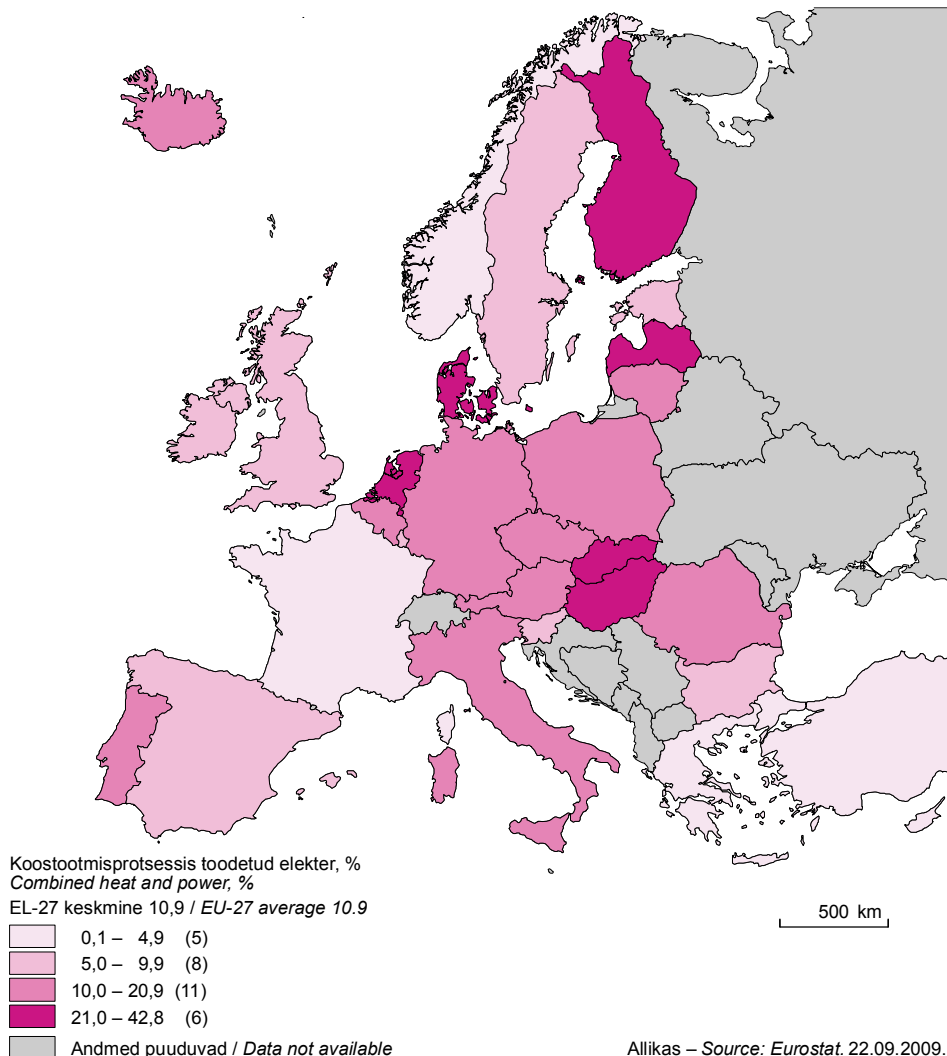 Koostootmisprotsessis toodetud elekter, %
Combined heat and power, %
EL-27 keskmine 10,9 / EU-27 average 10.9
0,1 – 4,9 (5)
5,0 – 9,9 (8)
10,0 – 20,9 (11)
21,0 – 42,8 (6)
Andmed puuduvad / Data not available
500 km
Allikas – Source: Eurostat, 22.09.2009.